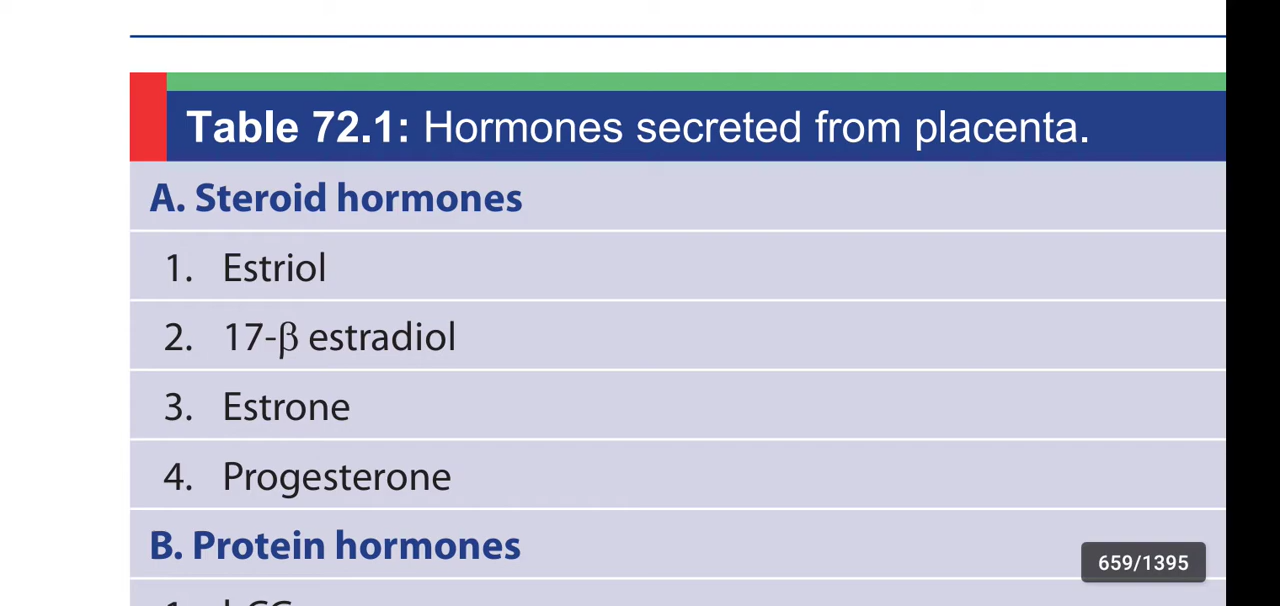 Table 72.1: Hormones secreted from placenta.
A. Steroid hormones
1. Estriol
2. 17-β estradiol
3. Estrone
4. Progesterone
B. Protein hormones
659/1395